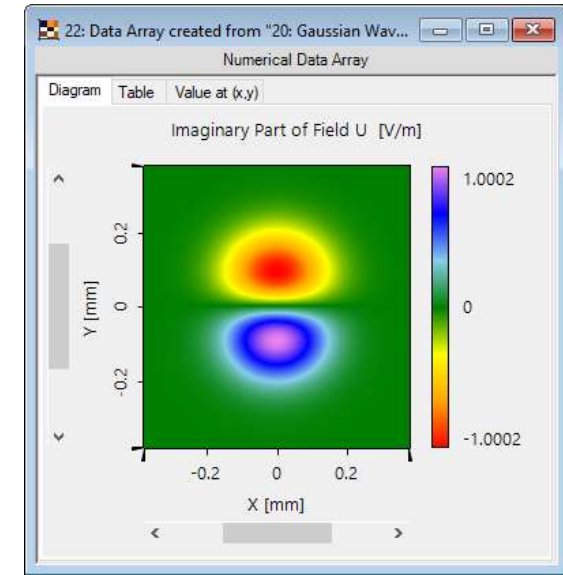 22: Data Array created from "20: Gaussian Wav...
Numerical Data Array
Diagram Table Value at (x,y)
Imaginary Part of Field U [V/m]
1.0002
0
-1.0002
Y [mm]
0.2
0
-0.2
-0.2 0 0.2
X [mm]